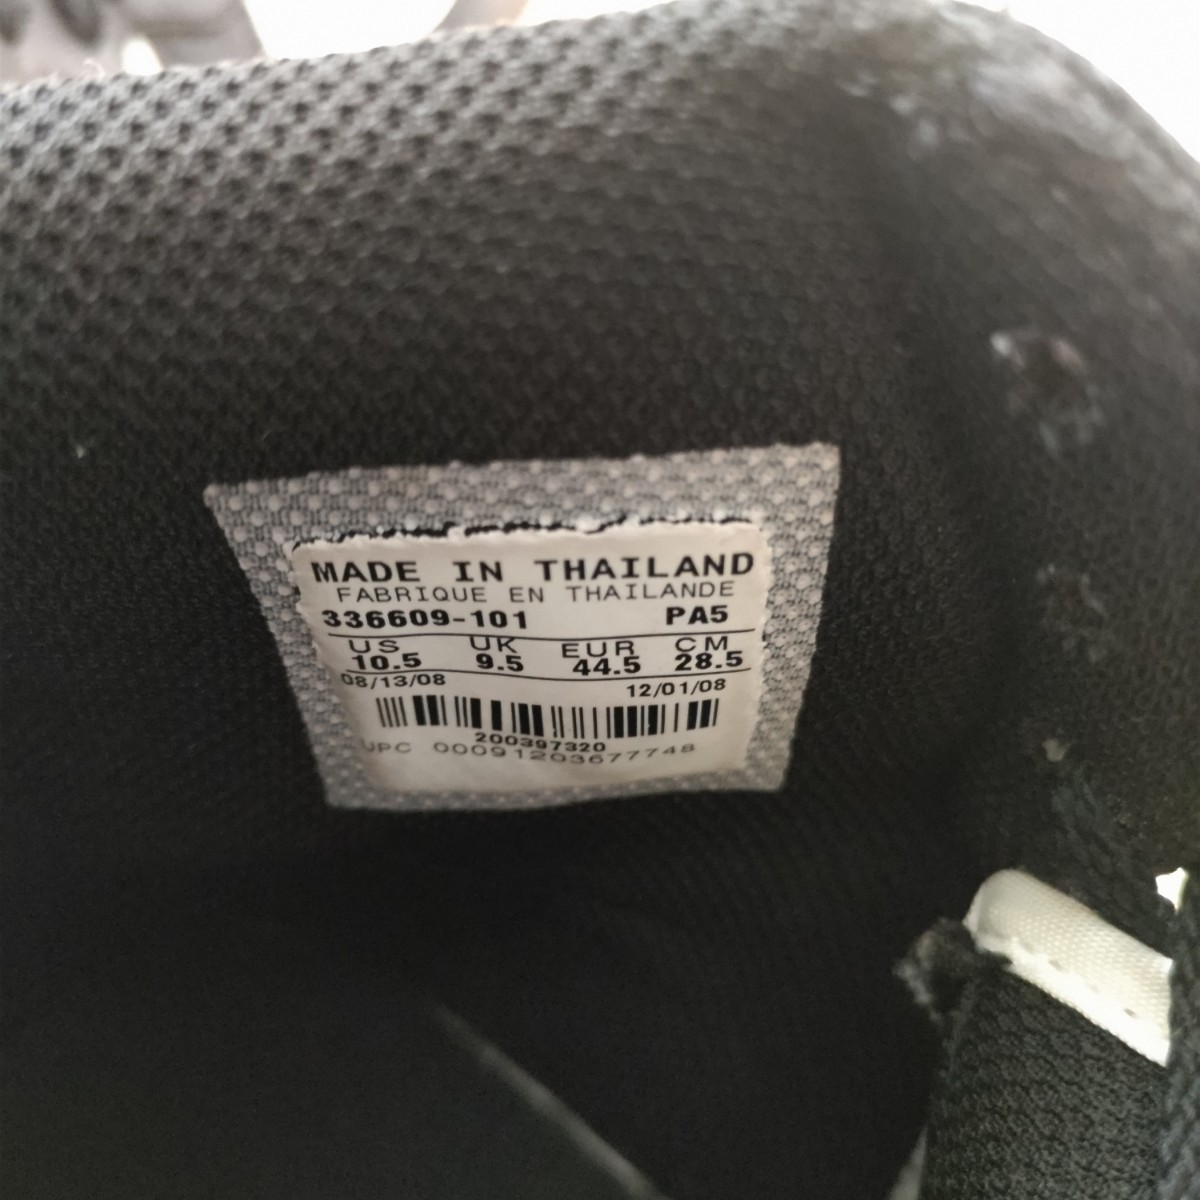 MADE IN THAILAND
FABRIQUE EN THAILANDE
336609-101 PA5
US UK EUR CM
10.5 9.5 44.5 28.5
08/13/08 12/01/08
200397320
UPC 00091203677748